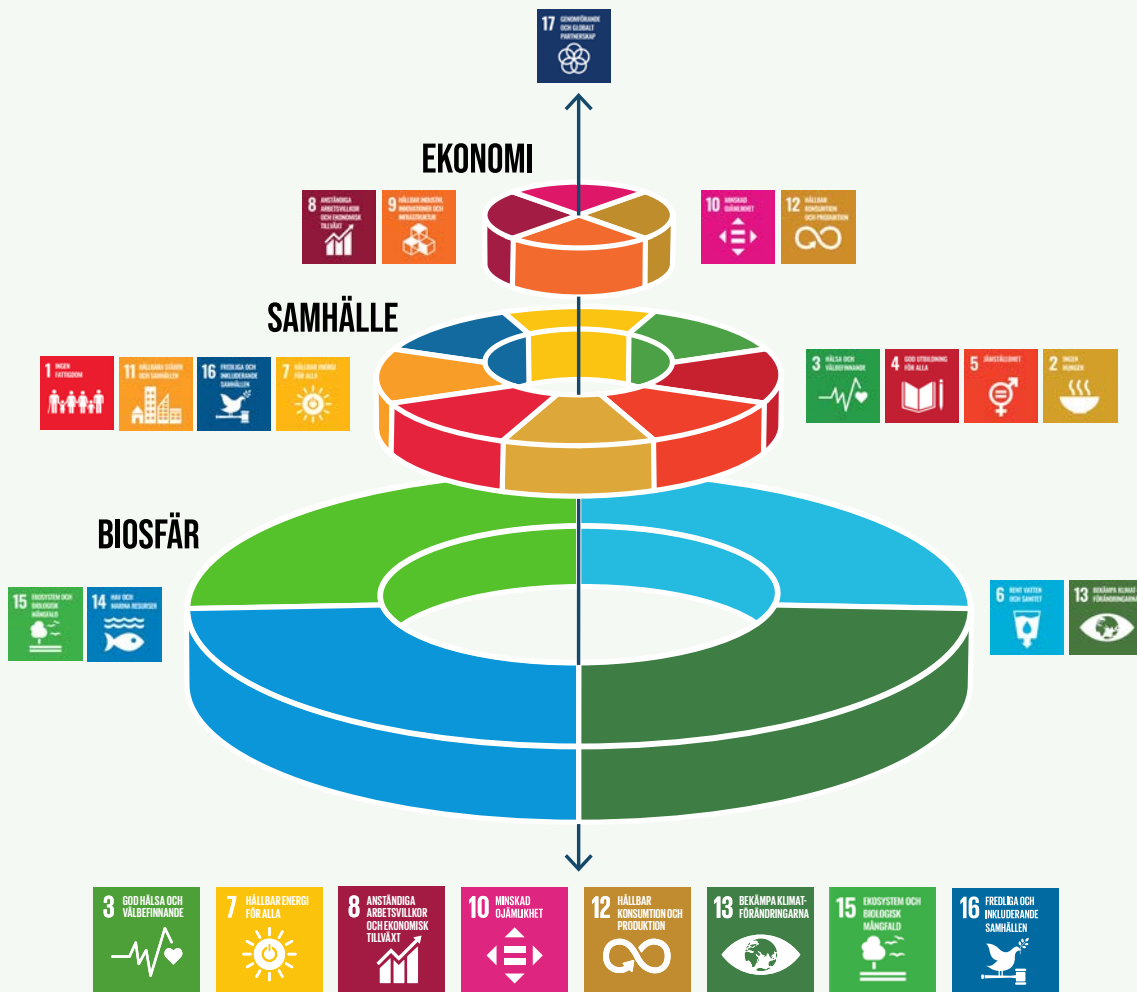 17 GENOMFÖRANDE
OCH GLOBALT
PARTNERSKAP
EKONOMI
8 ANSTÄNDIGA
ARBETSVILLKOR
OCH EKONOMISK
TILLVÄXT
9 HÅLLBAR INDUSTRI,
INNOVATIONER OCH
INFRASTRUKTUR
10 MINSKAD
OJÄMLIKHET
12 HÅLLBAR
KONSUMTION
OCH PRODUKTION
SAMHÄLLE
1 INGEN
FATTIGDOM
11 HÅLLBARA STÄDER
OCH SAMHÄLLEN
16 FREDLIGA OCH
INKLUDERANDE
SAMHÄLLEN
7 HÅLLBAR ENERGI
FÖR ALLA
3 HÄLSA OCH
VÄLBEFINNANDE
4 GOD UTBILDNING
FÖR ALLA
5 JÄMSTÄLLDHET
2 INGEN
HUNGER
BIOSFÄR
15 EKOSYSTEM OCH
BIOLOGISK
MÅNGFALD
14 HAV OCH
MARINA RESURSER
6 RENT VATTEN
OCH SANITET
13 BEKÄMPA KLIMAT-
FÖRÄNDRINGARNA
3 GOD HÄLSA OCH
VÄLBEFINNANDE
7 HÅLLBAR ENERGI
FÖR ALLA
8 ANSTÄNDIGA
ARBETSVILLKOR
OCH EKONOMISK
TILLVÄXT
10 MINSKAD
OJÄMLIKHET
12 HÅLLBAR
KONSUMTION OCH
PRODUKTION
13 BEKÄMPA KLIMAT-
FÖRÄNDRINGARNA
15 EKOSYSTEM OCH
BIOLOGISK
MÅNGFALD
16 FREDLIGA OCH
INKLUDERANDE
SAMHÄLLEN